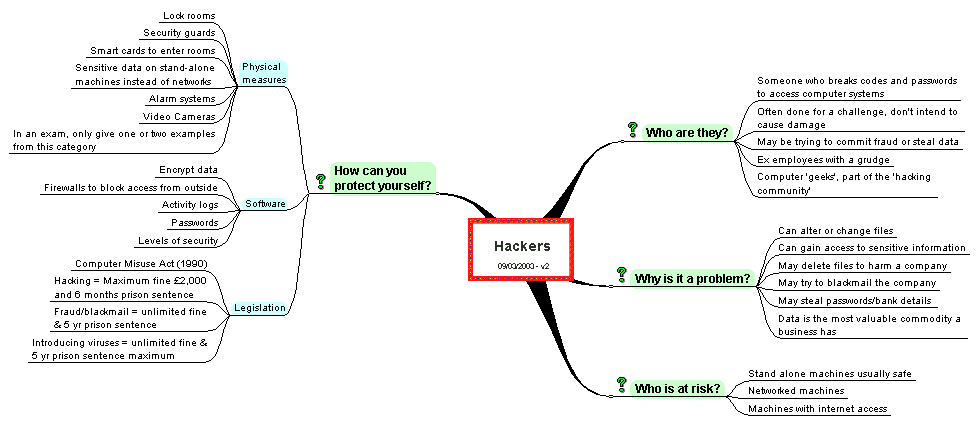 Hackers
09/03/2003 - v2
Who are they?
Someone who breaks codes and passwords
to access computer systems
Often done for a challenge, don't intend to
cause damage
May be trying to commit fraud or steal data
Ex employees with a grudge
Computer 'geeks', part of the 'hacking
community'
Why is it a problem?
Can alter or change files
Can gain access to sensitive information
May delete files to harm a company
May try to blackmail the company
May steal passwords/bank details
Data is the most valuable commodity a
business has
Who is at risk?
Stand alone machines usually safe
Networked machines
Machines with internet access
How can you
protect yourself?
Physical
measures
Lock rooms
Security guards
Smart cards to enter rooms
Sensitive data on stand-alone
machines instead of networks
Alarm systems
Video Cameras
In an exam, only give one or two examples
from this category
Software
Encrypt data
Firewalls to block access from outside
Activity logs
Passwords
Levels of security
Legislation
Computer Misuse Act (1990)
Hacking = Maximum fine £2,000
and 6 months prison sentence
Fraud/blackmail = unlimited fine
& 5 yr prison sentence
Introducing viruses = unlimited fine &
5 yr prison sentence maximum